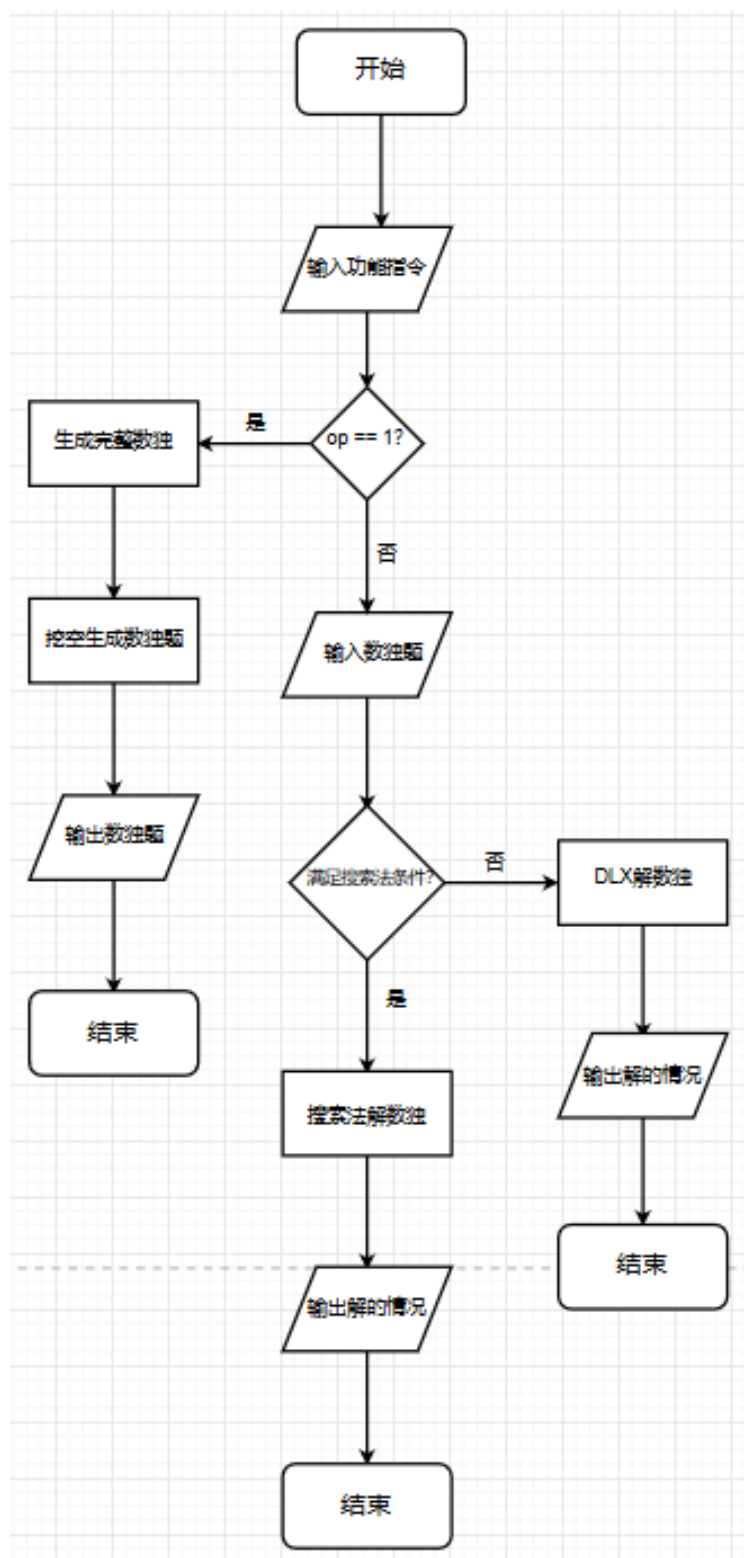 开始
输入功能指令
op == 1?
是
生成完整数独
否
挖空生成数独题
输入数独题
输出数独题
满足搜索法条件?
否
DLX解数独
结束
是
输出解的情况
搜索法解数独
结束
输出解的情况
结束